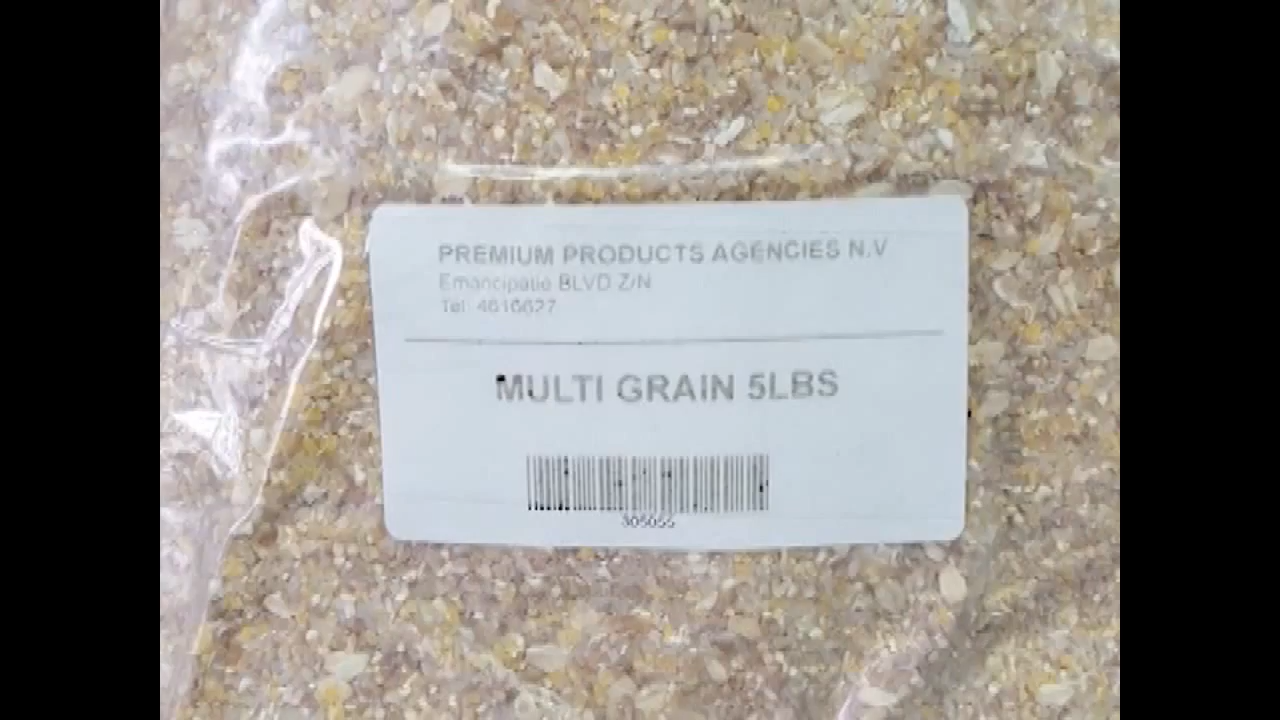 PREMIUM PRODUCTS AGENCIES N.V
Emancipatie BLVD Z/N
Tel: 4616627
MULTI GRAIN 5LBS
305055